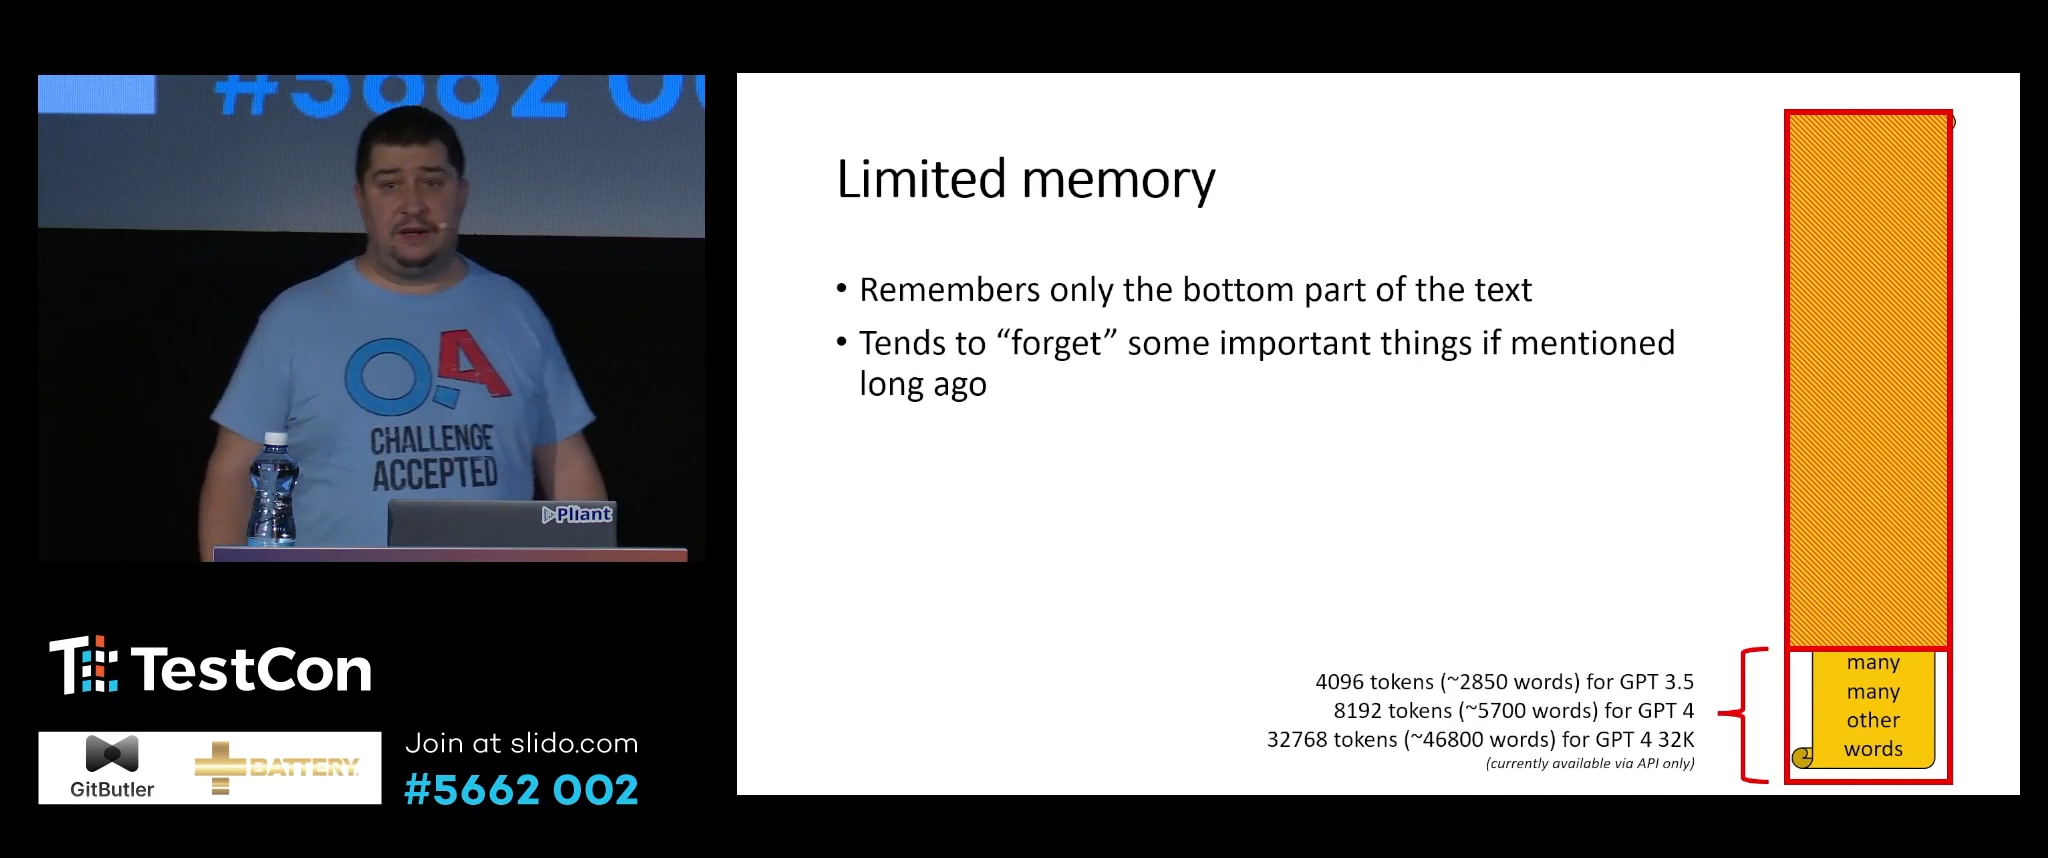 #5662 00
QA
CHALLENGE
ACCEPTED
Pliant
TestCon
GitButler
BATTERY
Join at slido.com
#5662 002
Limited memory
• Remembers only the bottom part of the text
• Tends to “forget” some important things if mentioned
long ago
4096 tokens (~2850 words) for GPT 3.5
8192 tokens (~5700 words) for GPT 4
32768 tokens (~46800 words) for GPT 4 32K
(currently available via API only)
many
many
other
words